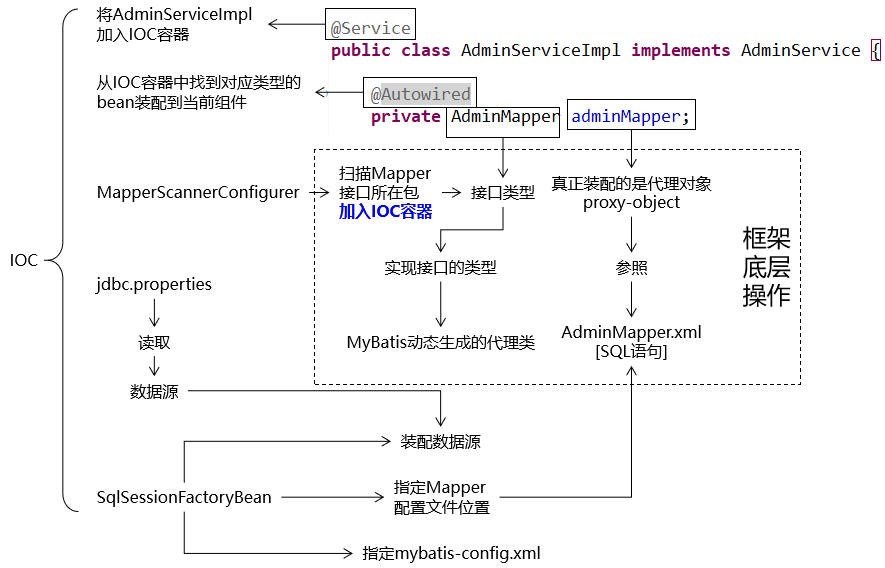 将AdminServiceImpl
加入IOC容器
@Service
public class AdminServiceImpl implements AdminService {
从IOC容器中找到对应类型的
bean装配到当前组件
@Autowired
private AdminMapper adminMapper;
MapperScannerConfigurer
扫描Mapper
接口所在包
加入IOC容器
接口类型
真正装配的是代理对象
proxy-object
框架
底层
操作
IOC
实现接口的类型
参照
jdbc.properties
读取
MyBatis动态生成的代理类
AdminMapper.xml
[SQL语句]
数据源
装配数据源
SqlSessionFactoryBean
指定Mapper
配置文件位置
指定mybatis-config.xml